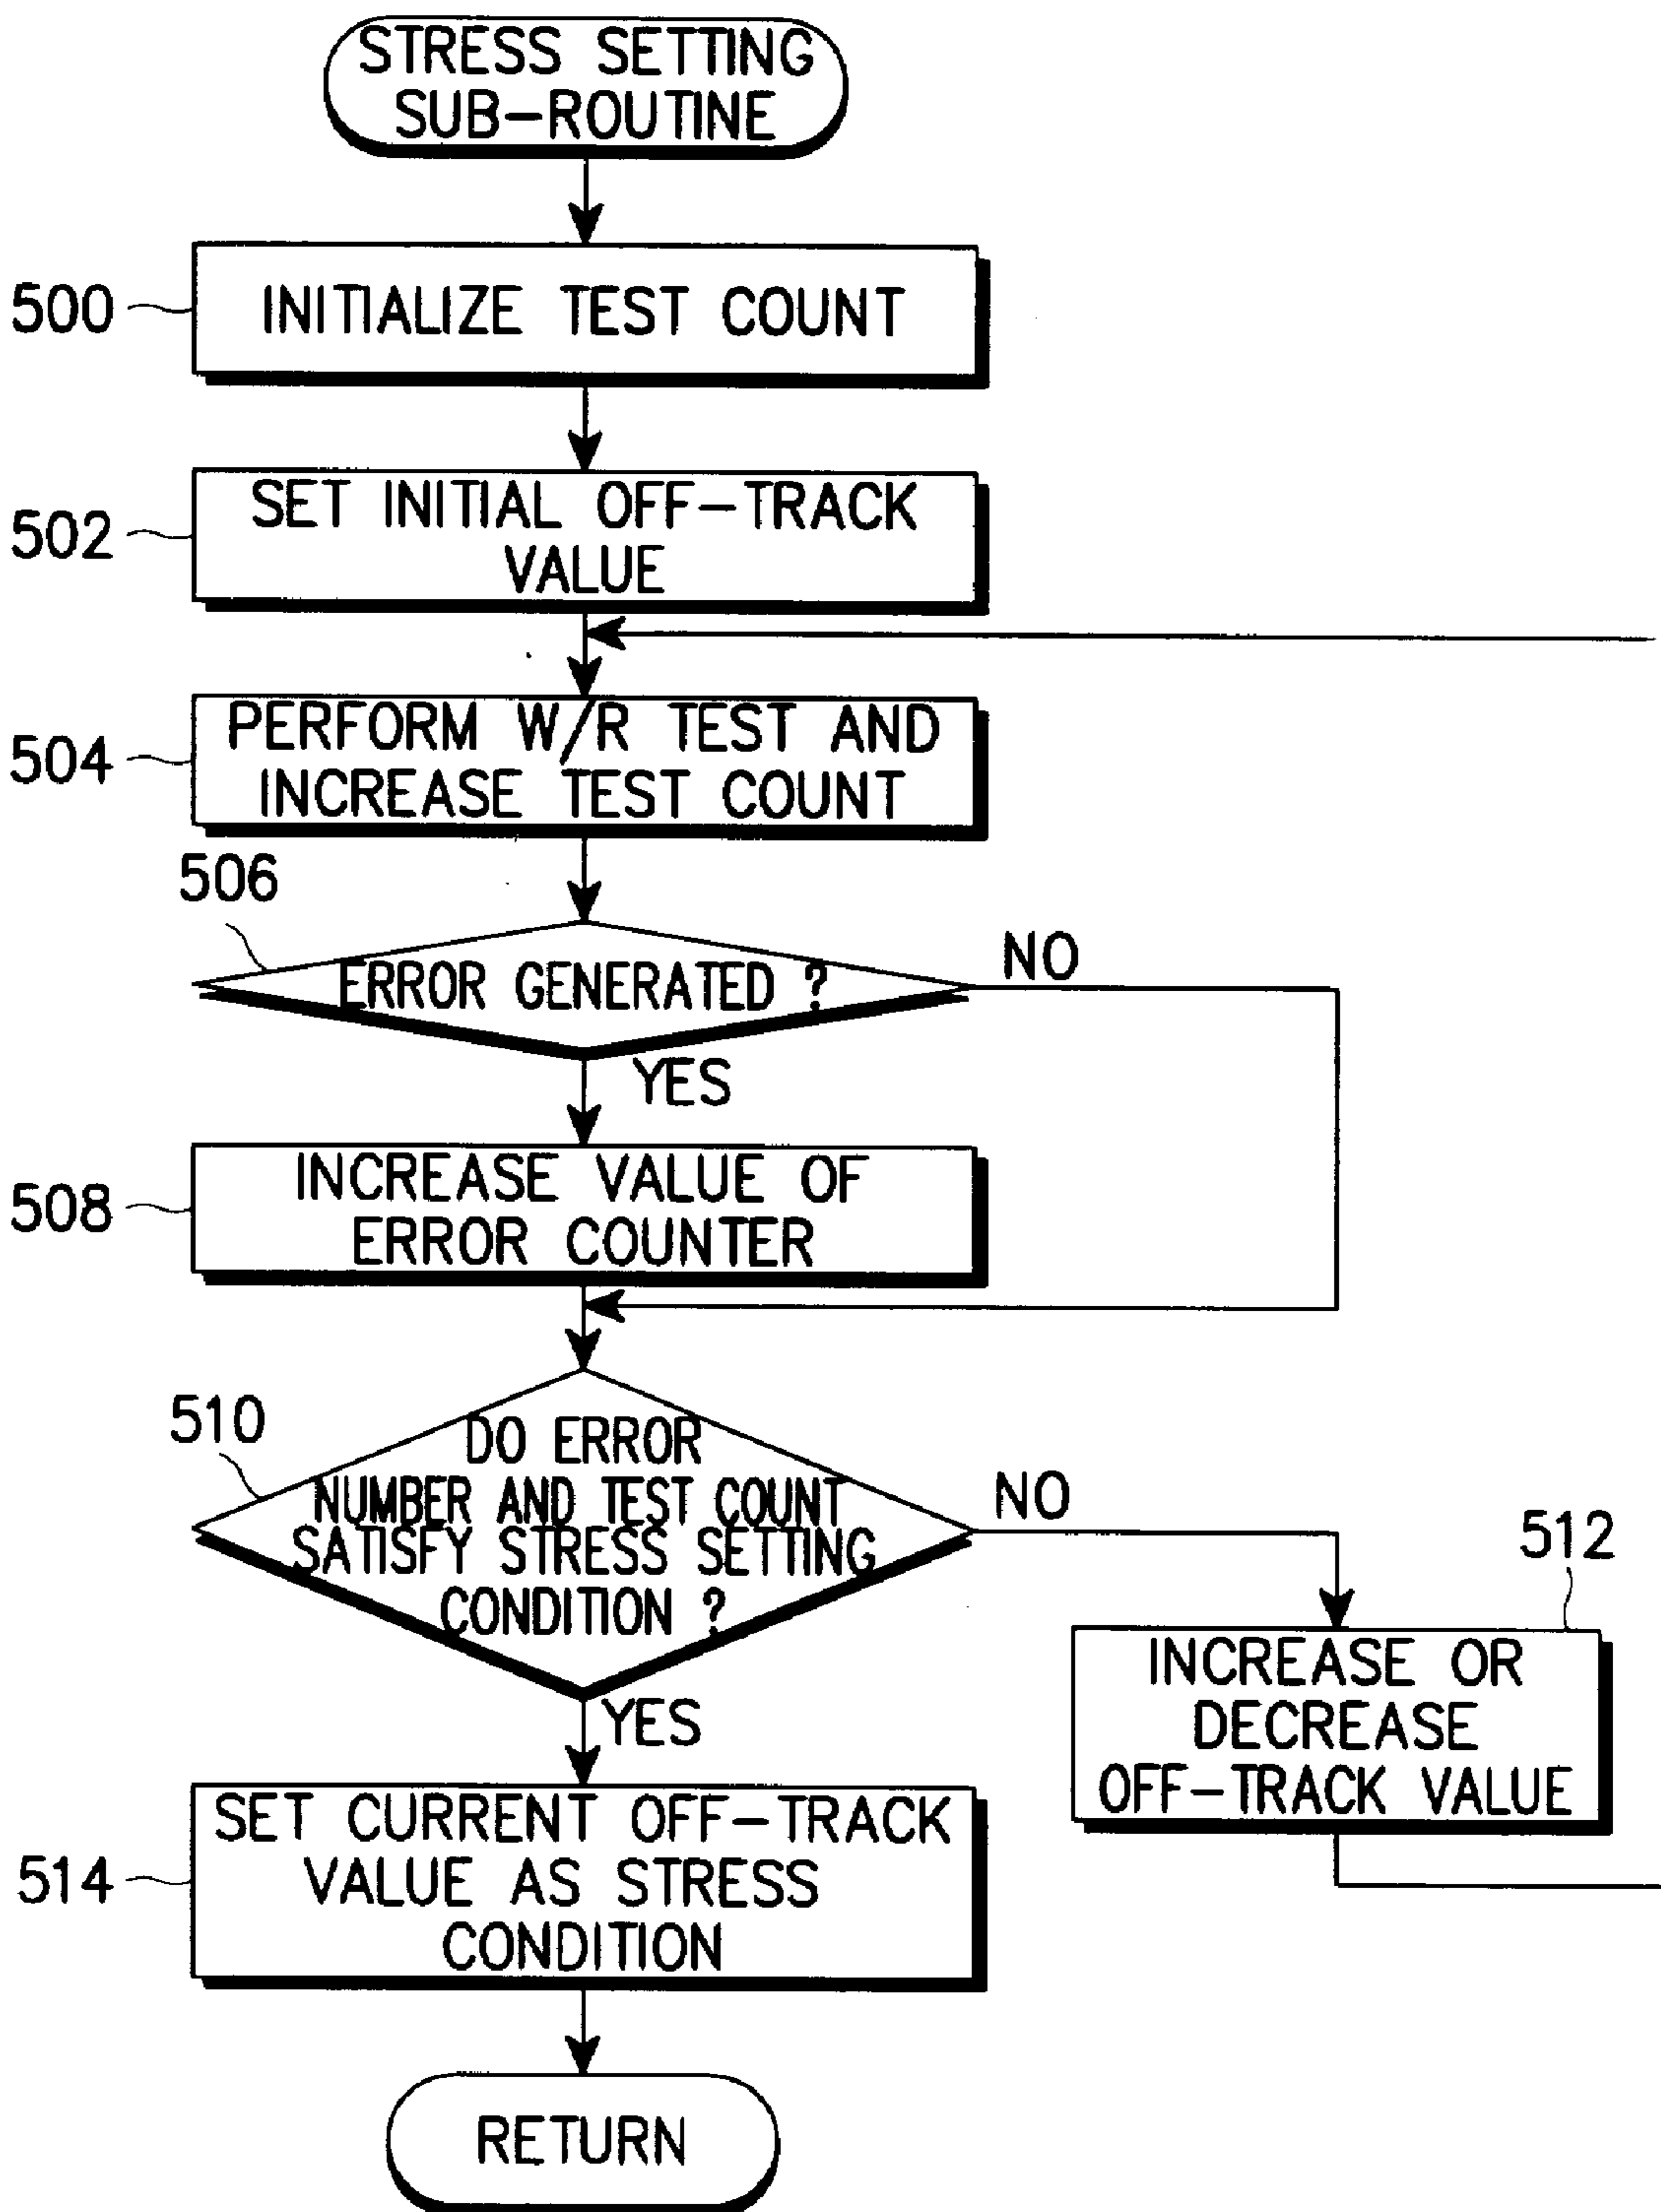 STRESS SETTING
SUB-ROUTINE
500
INITIALIZE TEST COUNT
502
SET INITIAL OFF-TRACK
VALUE
504
PERFORM W/R TEST AND
INCREASE TEST COUNT
506
ERROR GENERATED ?
NO
YES
508
INCREASE VALUE OF
ERROR COUNTER
510
DO ERROR
NUMBER AND TEST COUNT
SATISFY STRESS SETTING
CONDITION ?
NO
YES
512
INCREASE OR
DECREASE
OFF-TRACK VALUE
514
SET CURRENT OFF-TRACK
VALUE AS STRESS
CONDITION
RETURN